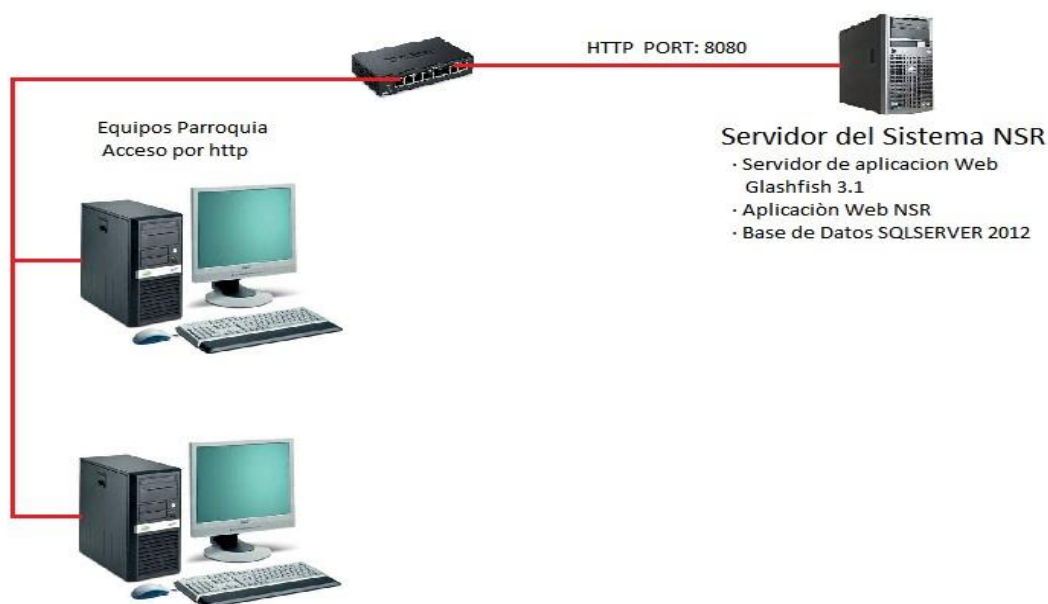 HTTP PORT: 8080
Equipos Parroquia
Acceso por http
Servidor del Sistema NSR
· Servidor de aplicacion Web
Glashfish 3.1
· Aplicaciòn Web NSR
· Base de Datos SQLSERVER 2012